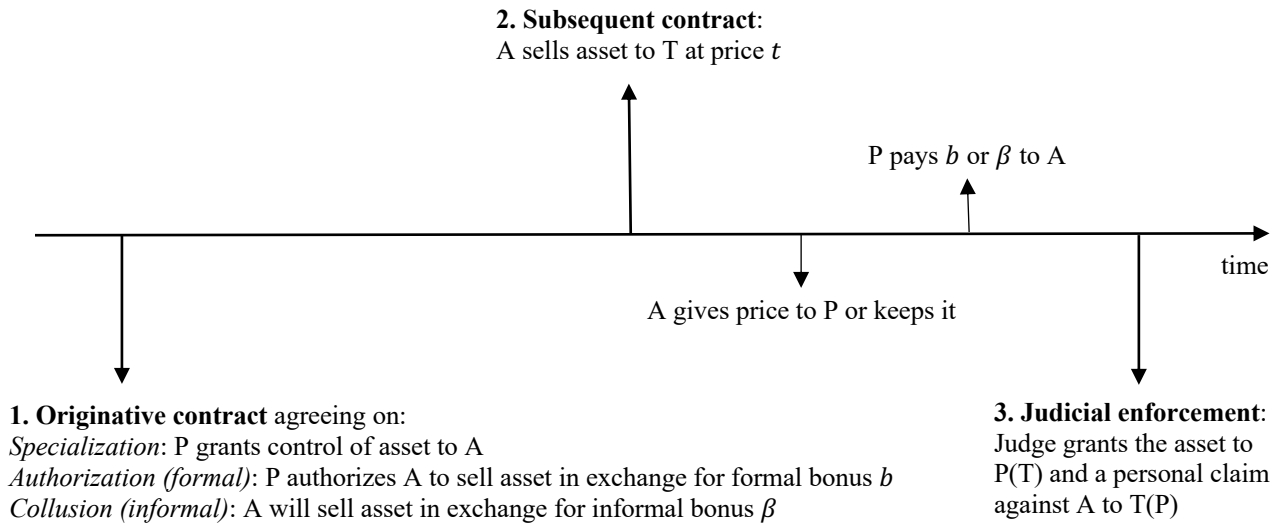 2. Subsequent contract:
A sells asset to T at price t
P pays b or β to A
time
A gives price to P or keeps it
1. Originative contract agreeing on:
Specialization: P grants control of asset to A
Authorization (formal): P authorizes A to sell asset in exchange for formal bonus b
Collusion (informal): A will sell asset in exchange for informal bonus β
3. Judicial enforcement:
Judge grants the asset to
P(T) and a personal claim
against A to T(P)